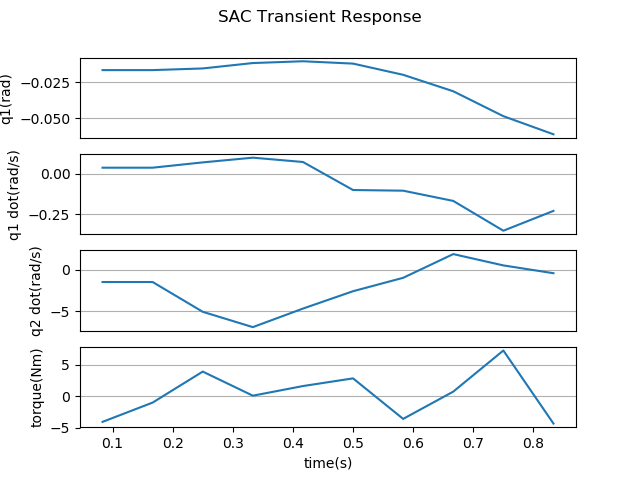 SAC Transient Response
q1(rad)
−0.025
−0.050
q1 dot(rad/s)
0.00
−0.25
q2 dot(rad/s)
0
−5
torque(Nm)
5
0
−5
0.1 0.2 0.3 0.4 0.5 0.6 0.7 0.8
time(s)